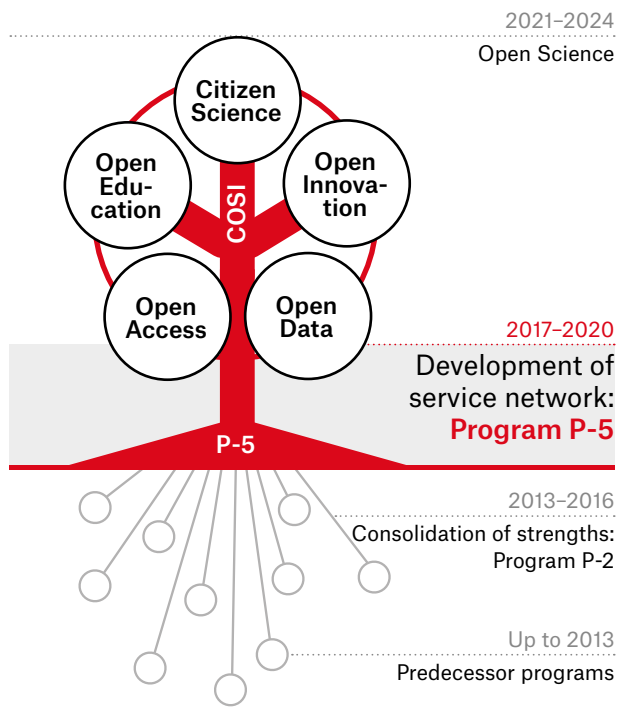 2021–2024
Open Science
Citizen
Science
Open
Edu-
cation
Open
Innova-
tion
COSI
Open
Access
Open
Data
2017–2020
Development of
service network:
Program P-5
P-5
2013–2016
Consolidation of strengths:
Program P-2
Up to 2013
Predecessor programs